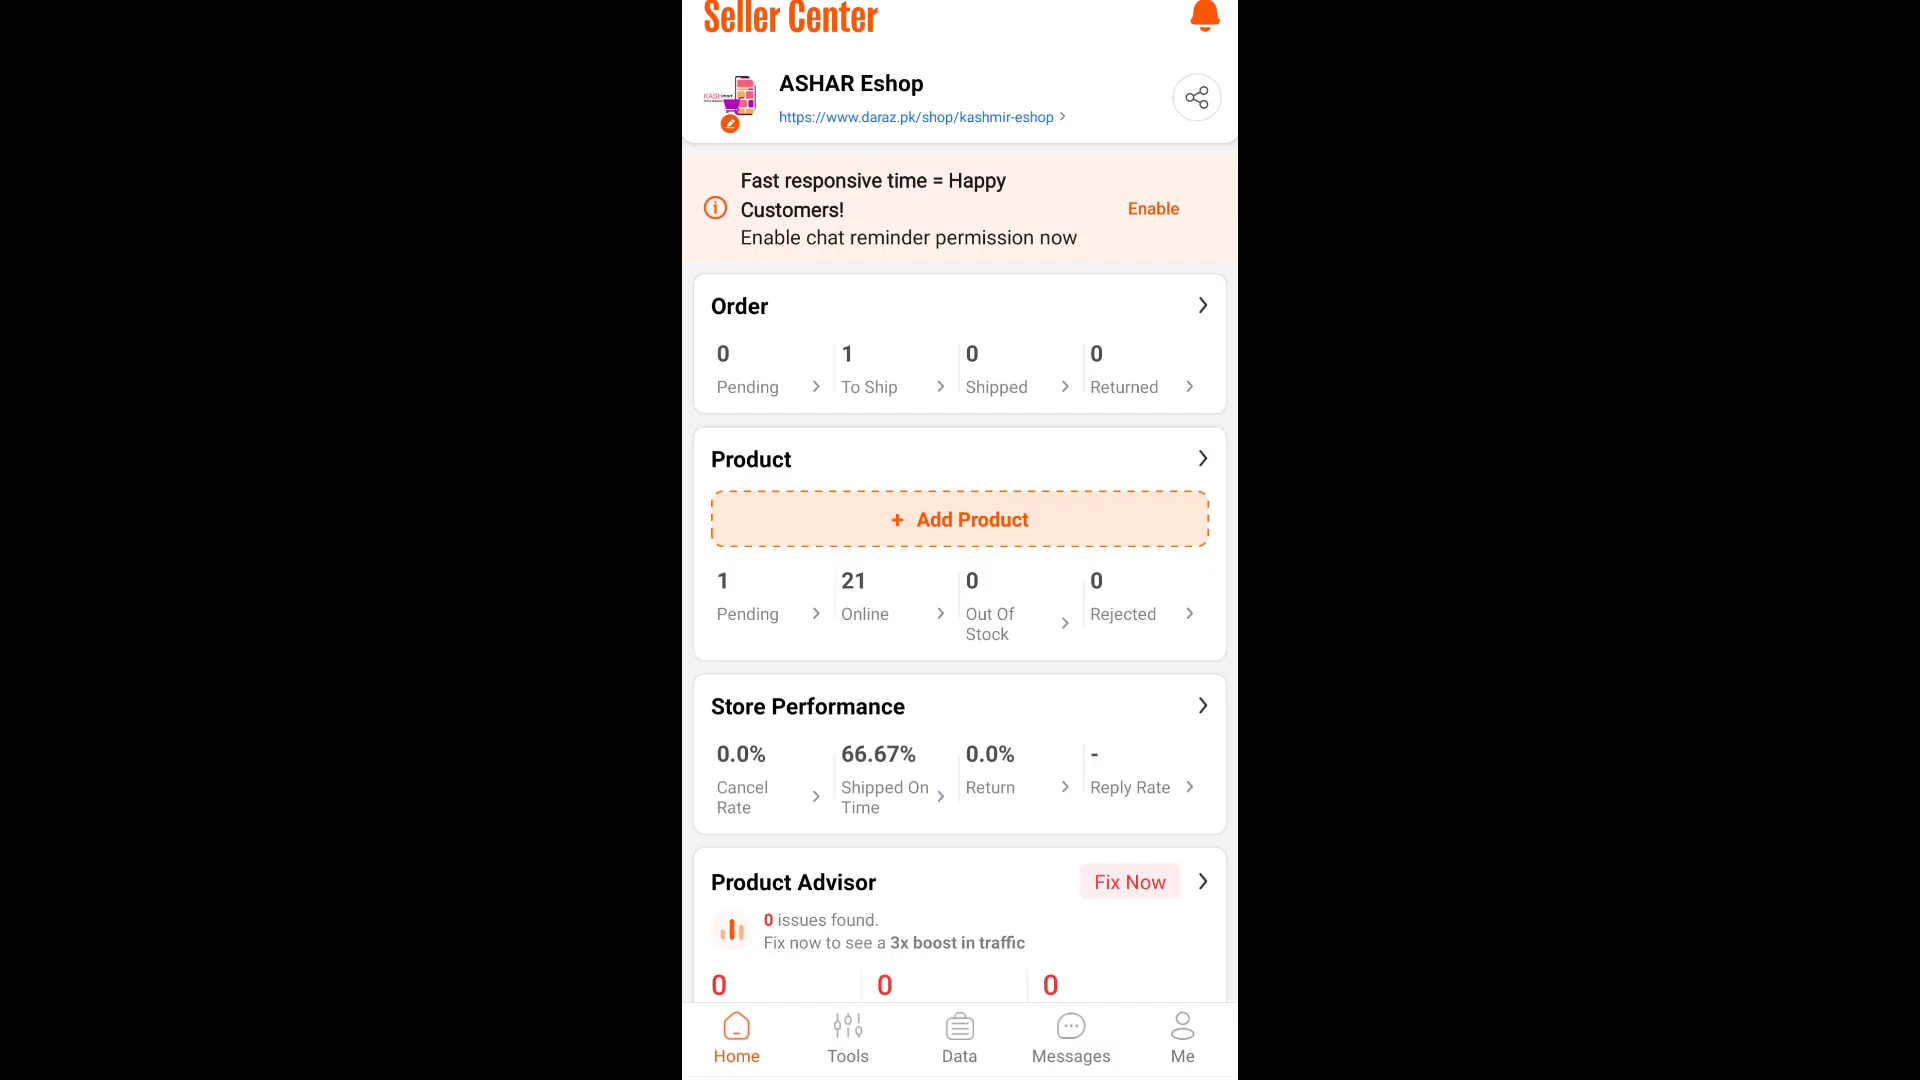 Seller Center
ASHAR Eshop
https://www.daraz.pk/shop/kashmir-eshop
Fast responsive time = Happy
Customers!
Enable
Enable chat reminder permission now
Order
0 1 0 0
Pending To Ship Shipped Returned
Product
+ Add Product
1 21 0 0
Pending Online Out Of Rejected
Stock
Store Performance
0.0% 66.67% 0.0% -
Cancel Shipped On Return Reply Rate
Rate Time
Product Advisor Fix Now
0 issues found.
Fix now to see a 3x boost in traffic
0 0 0
Home Tools Data Messages Me